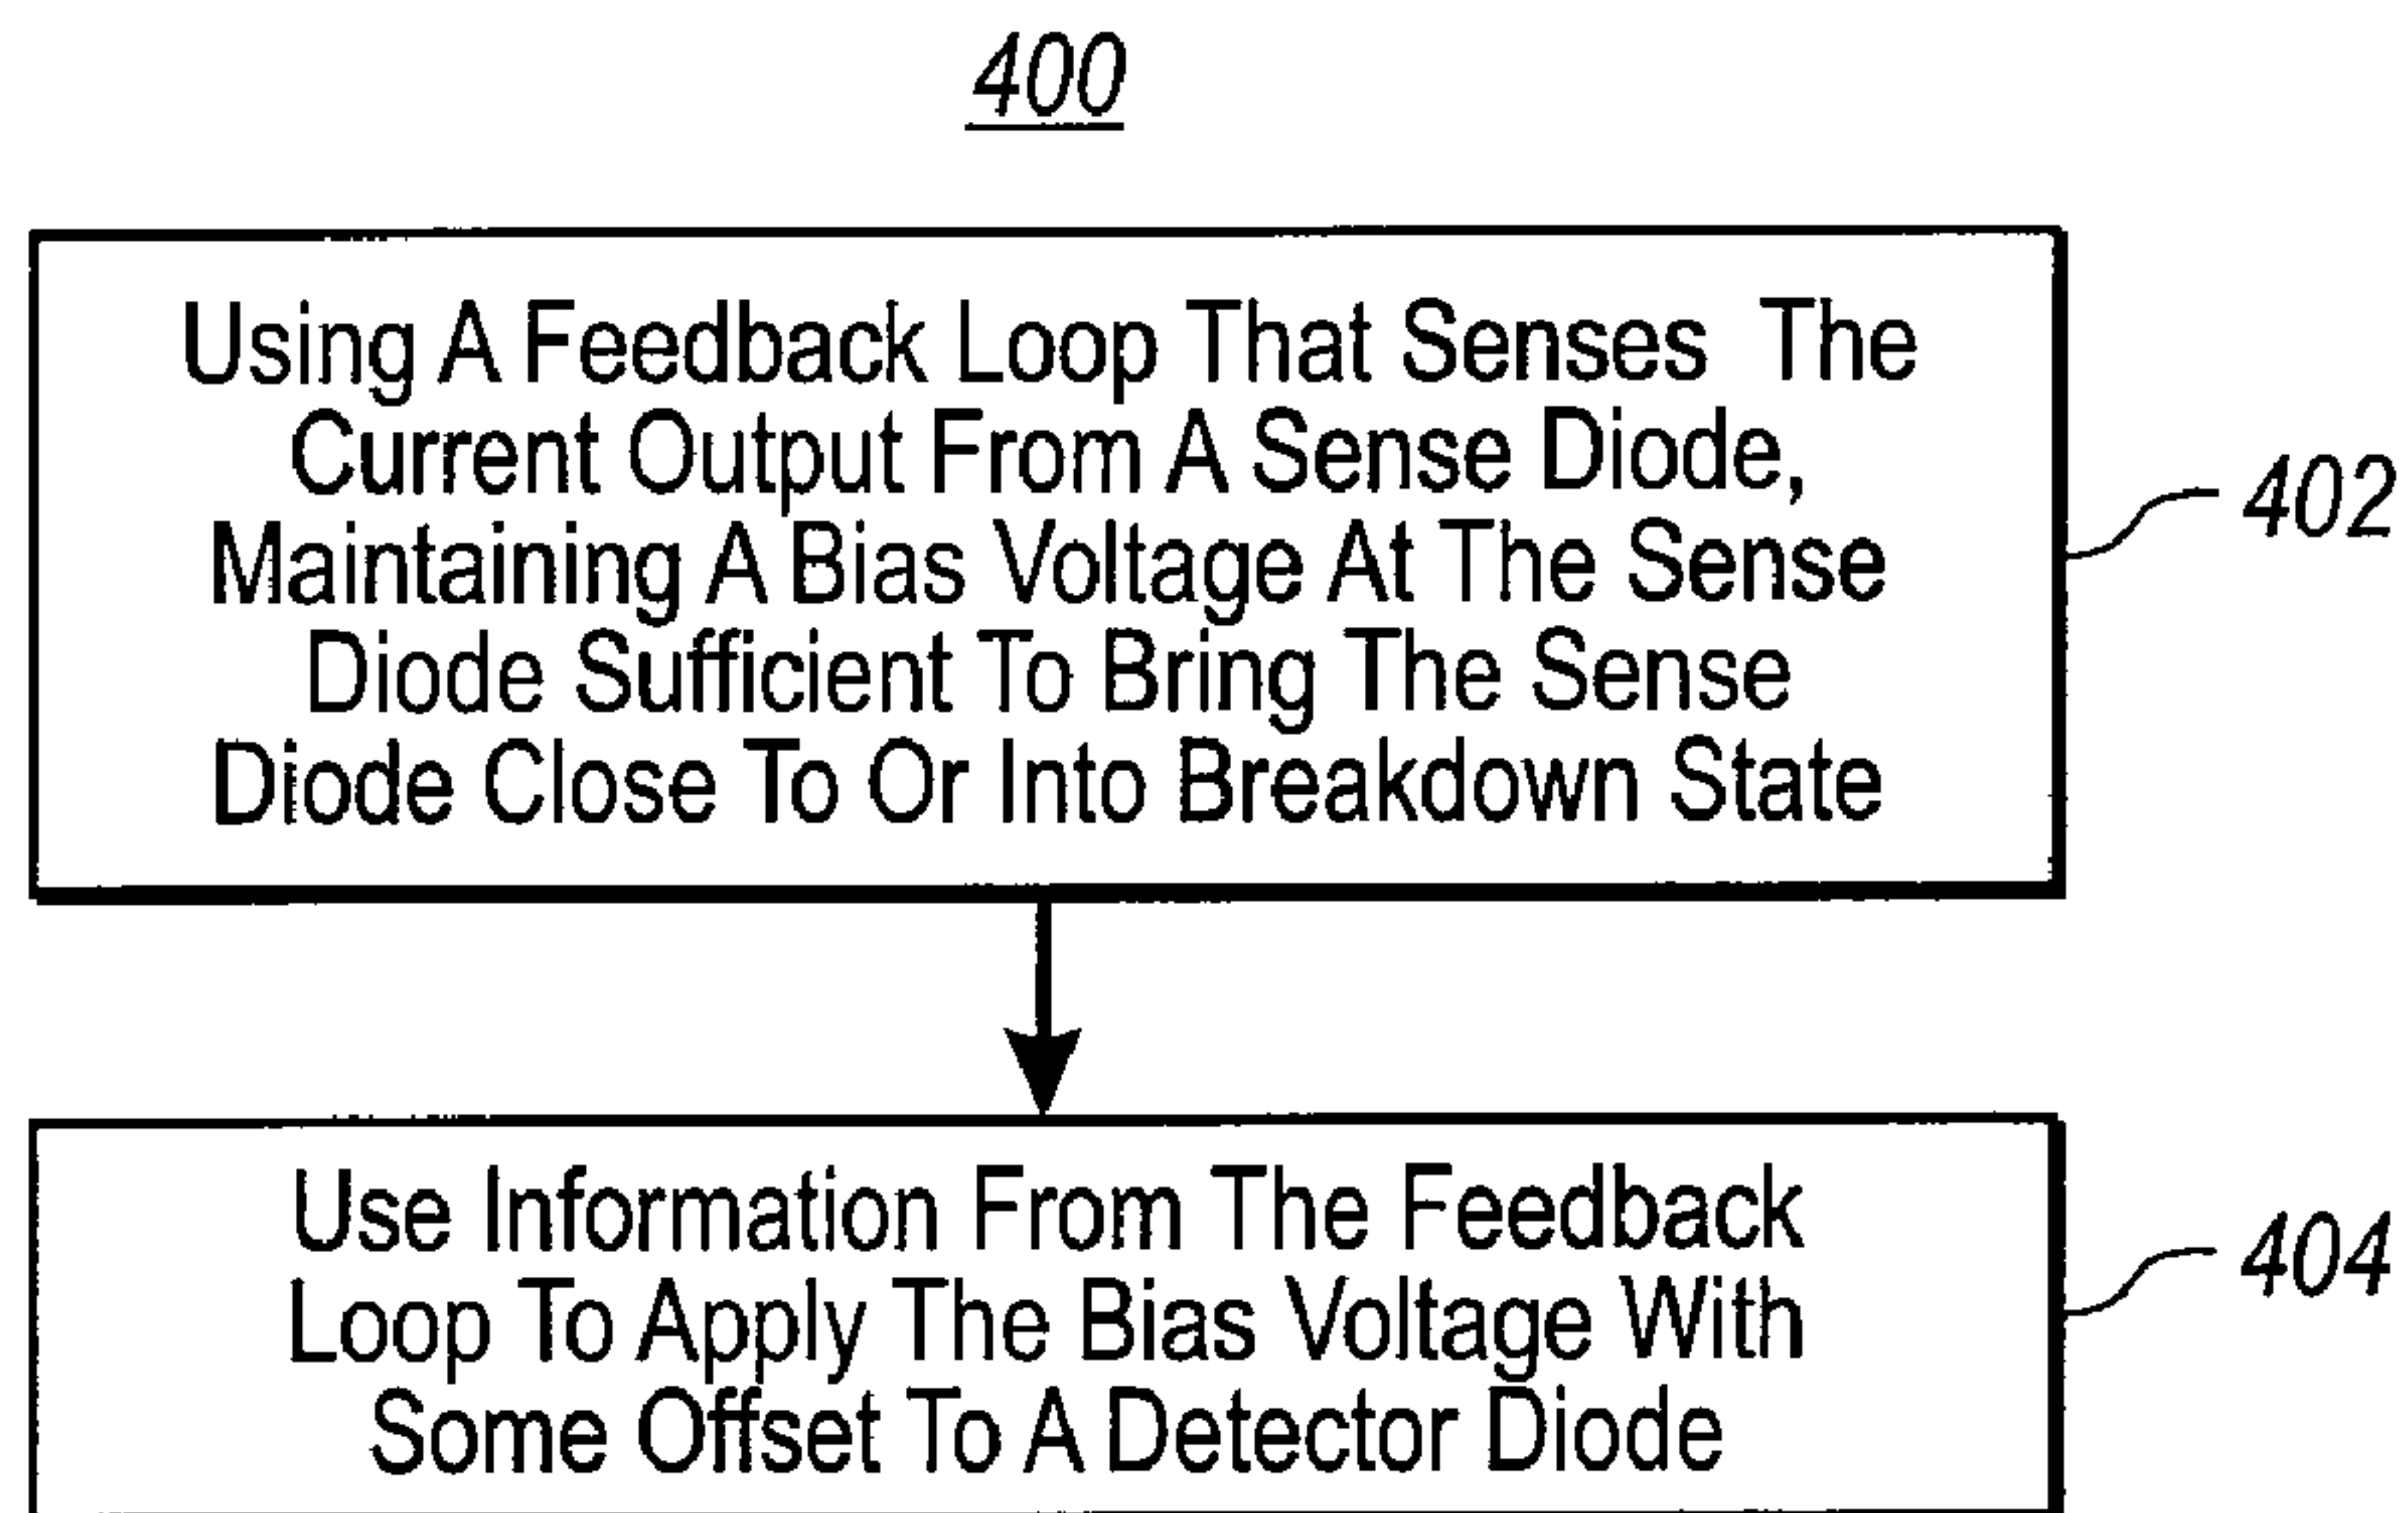 400
Using A Feedback Loop That Senses The
Current Output From A Sense Diode,
Maintaining A Bias Voltage At The Sense
Diode Sufficient To Bring The Sense
Diode Close To Or Into Breakdown State
402
Use Information From The Feedback
Loop To Apply The Bias Voltage With
Some Offset To A Detector Diode
404